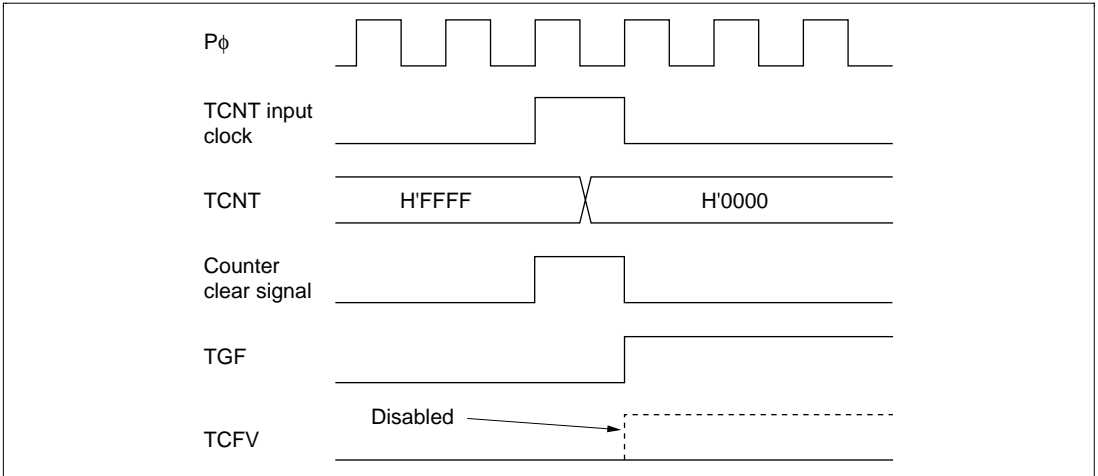 Pϕ
TCNT input
clock
TCNT
H'FFFF
H'0000
Counter
clear signal
TGF
Disabled
TCFV